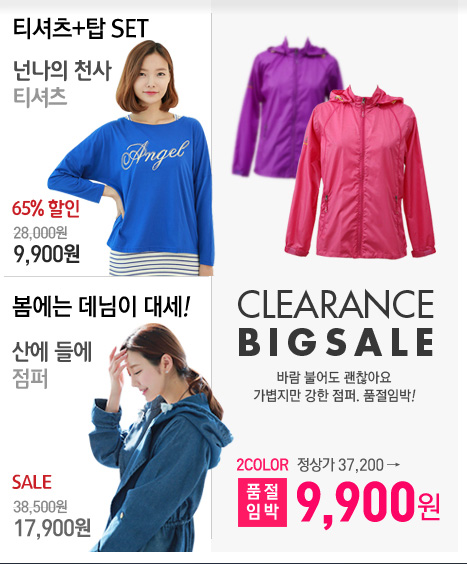 티셔츠+탑 SET
넌나의 천사
티셔츠
Angel
65% 할인
28,000원
9,900원
봄에는 데님이 대세!
산에 들에
점퍼
SALE
38,500원
17,900원
CLEARANCE
BIGSALE
바람 불어도 괜찮아요
가볍지만 강한 점퍼. 품절임박!
2COLOR 정상가 37,200→
품절
임박
9,900원